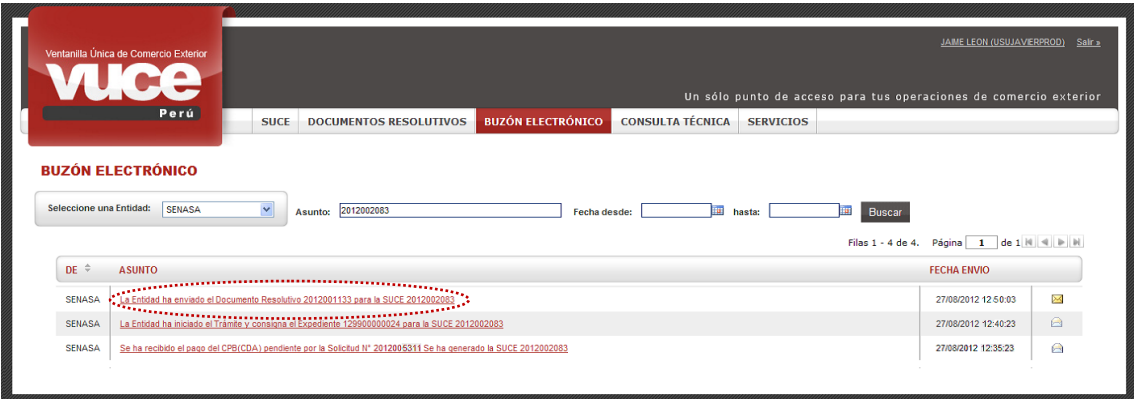 JAIME LEON (USUJAVIERPROD) Salir »
Ventanilla Única de Comercio Exterior
vuce
Perú
Un sólo punto de acceso para tus operaciones de comercio exterior
SUCE DOCUMENTOS RESOLUTIVOS BUZÓN ELECTRÓNICO CONSULTA TÉCNICA SERVICIOS
BUZÓN ELECTRÓNICO
Seleccione una Entidad: SENASA Asunto: 2012002083 Fecha desde: hasta: Buscar
Filas 1 - 4 de 4. Página 1 de 1
DE ASUNTO FECHA ENVIO
SENASA La Entidad ha enviado el Documento Resolutivo 2012001133 para la SUCE 2012002083 27/08/2012 12:50:03
SENASA La Entidad ha iniciado el Trámite y consigna el Expediente 129900000024 para la SUCE 2012002083 27/08/2012 12:40:23
SENASA Se ha recibido el pago del CPB(CDA) pendiente por la Solicitud N° 2012005311 Se ha generado la SUCE 2012002083 27/08/2012 12:35:23